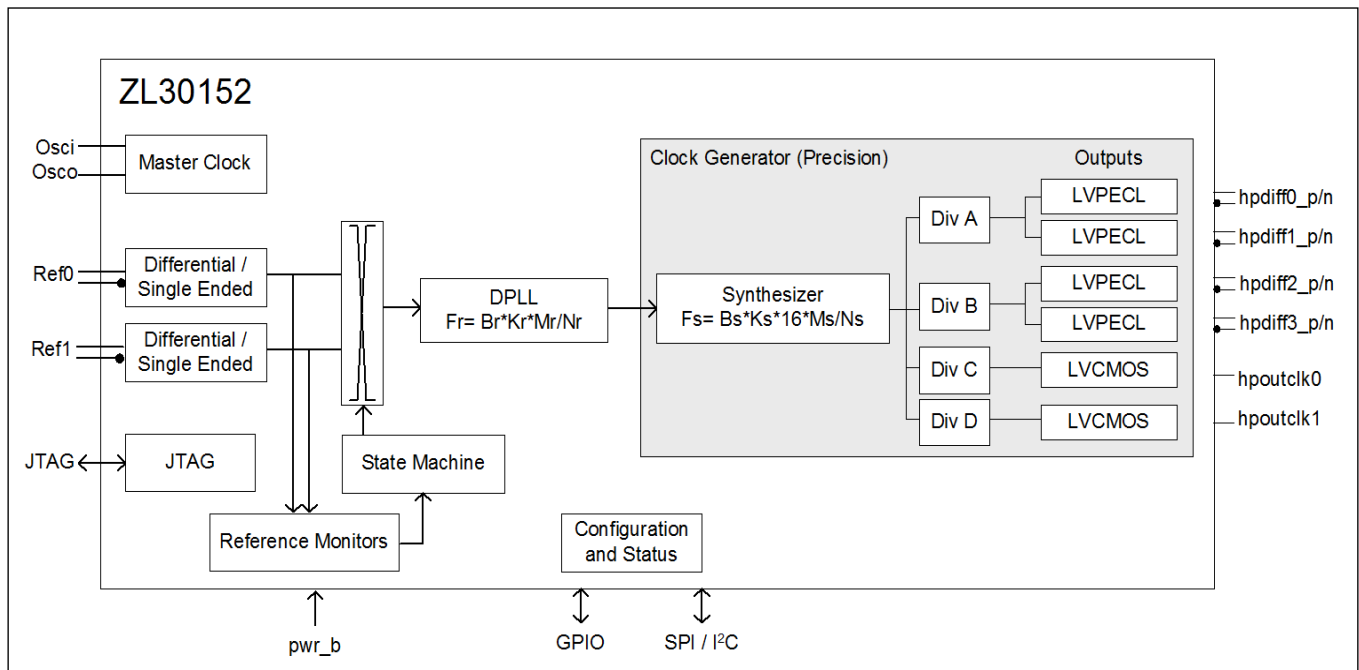 ZL30152
Osci
Osco
Master Clock
Ref0
Differential /
Single Ended
Ref1
Differential /
Single Ended
JTAG
JTAG
DPLL
Fr= Br*Kr*Mr/Nr
State Machine
Reference Monitors
Clock Generator (Precision)
Outputs
Synthesizer
Fs= Bs*Ks*16*Ms/Ns
Div A
LVPECL
LVPECL
Div B
LVPECL
LVPECL
Div C
LVCMOS
Div D
LVCMOS
hpdiff0_p/n
hpdiff1_p/n
hpdiff2_p/n
hpdiff3_p/n
hpoutclk0
hpoutclk1
Configuration
and Status
pwr_b
GPIO
SPI / I²C